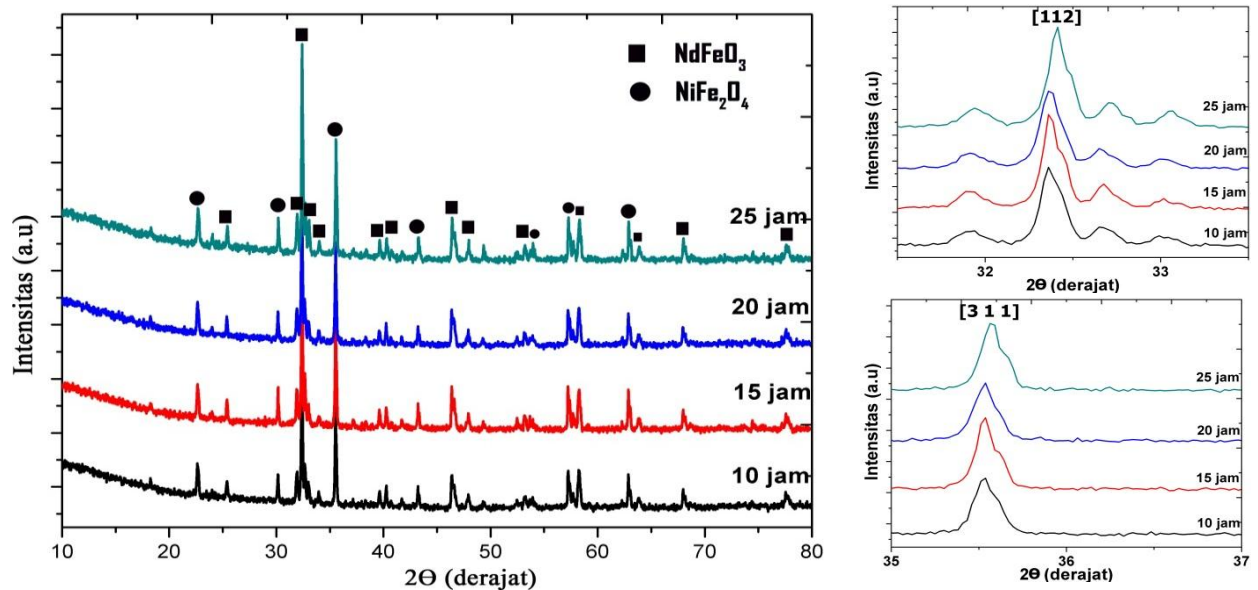 Intensitas (a.u)
NdFeO₃
NiFe₂O₄
25 jam
20 jam
15 jam
10 jam
10 20 30 40 50 60 70 80
2Θ (derajat)
[112]
Intensitas (a.u)
25 jam
20 jam
15 jam
10 jam
32 33
2Θ (derajat)
[3 1 1]
Intensitas (a.u)
25 jam
20 jam
15 jam
10 jam
35 36 37
2Θ (derajat)